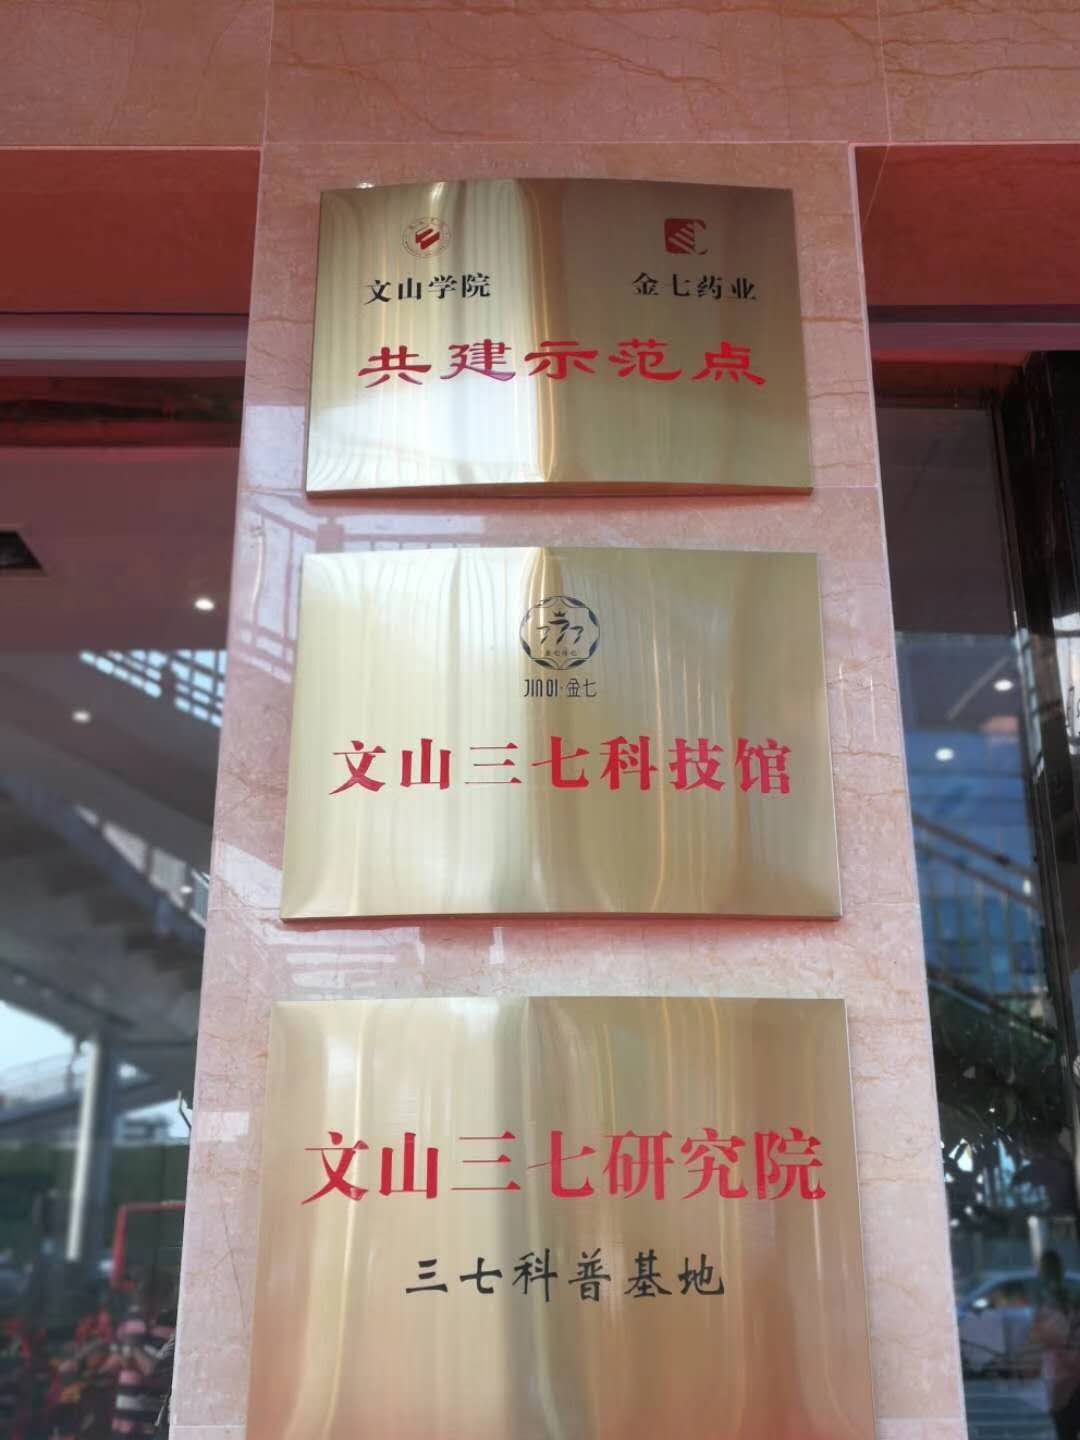 文山学院 金七药业
共建示范点
JINQI·金七
文山三七科技馆
文山三七研究院
三七科普基地